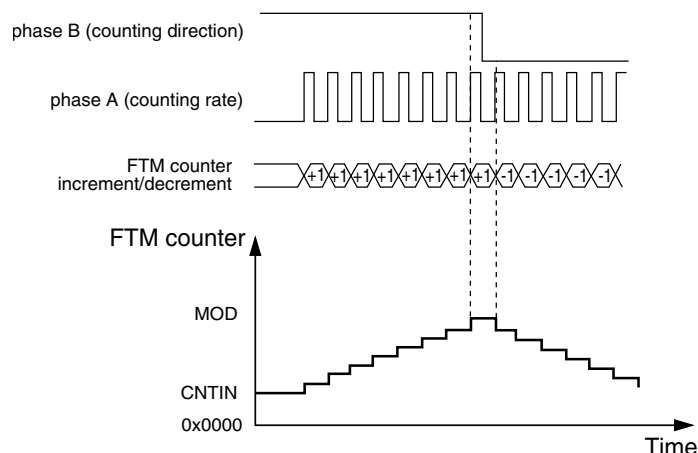 phase B (counting direction)
phase A (counting rate)
FTM counter
increment/decrement
+1 +1 +1 +1 +1 +1 +1 +1 -1 -1 -1 -1 -1
FTM counter
MOD
CNTIN
0x0000
Time